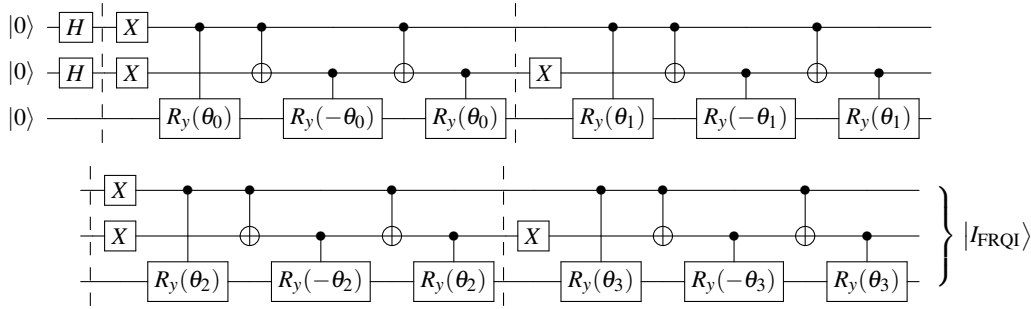 |0⟩ H X
|0⟩ H X X
|0⟩ R_y(θ_0) R_y(−θ_0) R_y(θ_0) R_y(θ_1) R_y(−θ_1) R_y(θ_1)
X
X X |I_FRQI⟩
R_y(θ_2) R_y(−θ_2) R_y(θ_2) R_y(θ_3) R_y(−θ_3) R_y(θ_3)